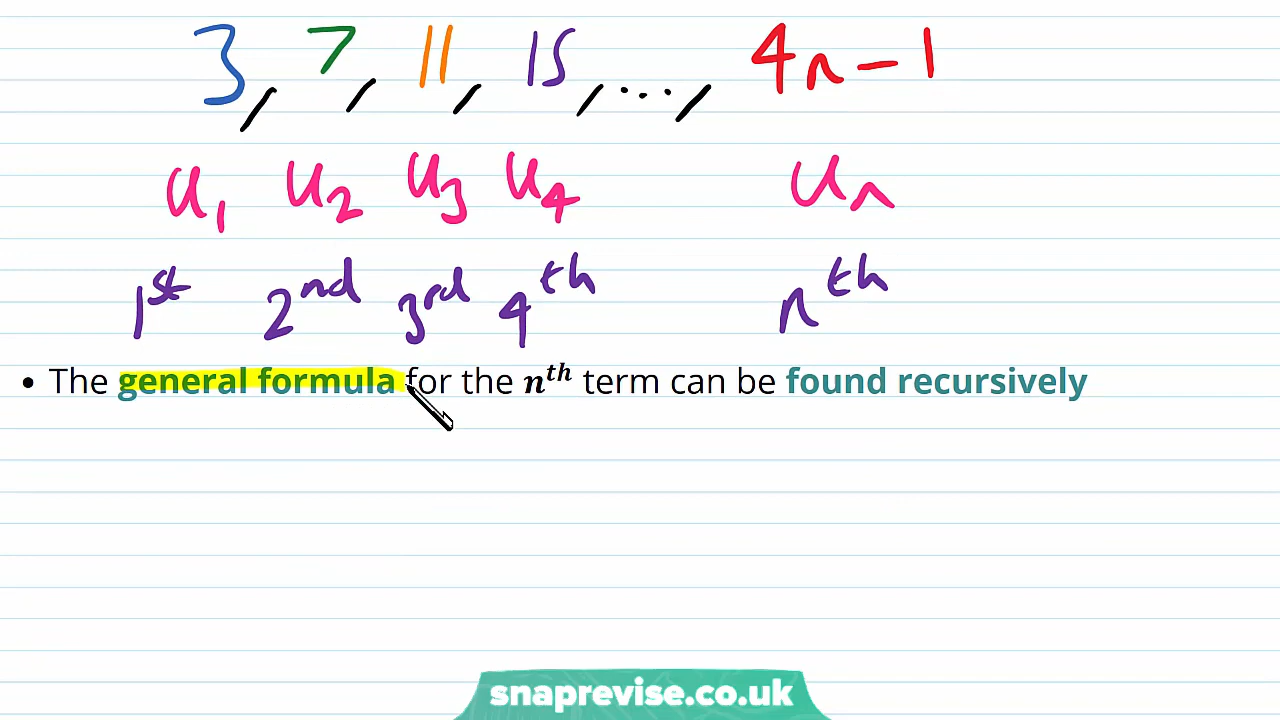 3, 7, 11, 15, ..., 4n - 1
u₁ u₂ u₃ u₄ uₙ
1ˢᵗ 2ⁿᵈ 3ʳᵈ 4ᵗʰ nᵗʰ
• The general formula for the nᵗʰ term can be found recursively
snaprevise.co.uk